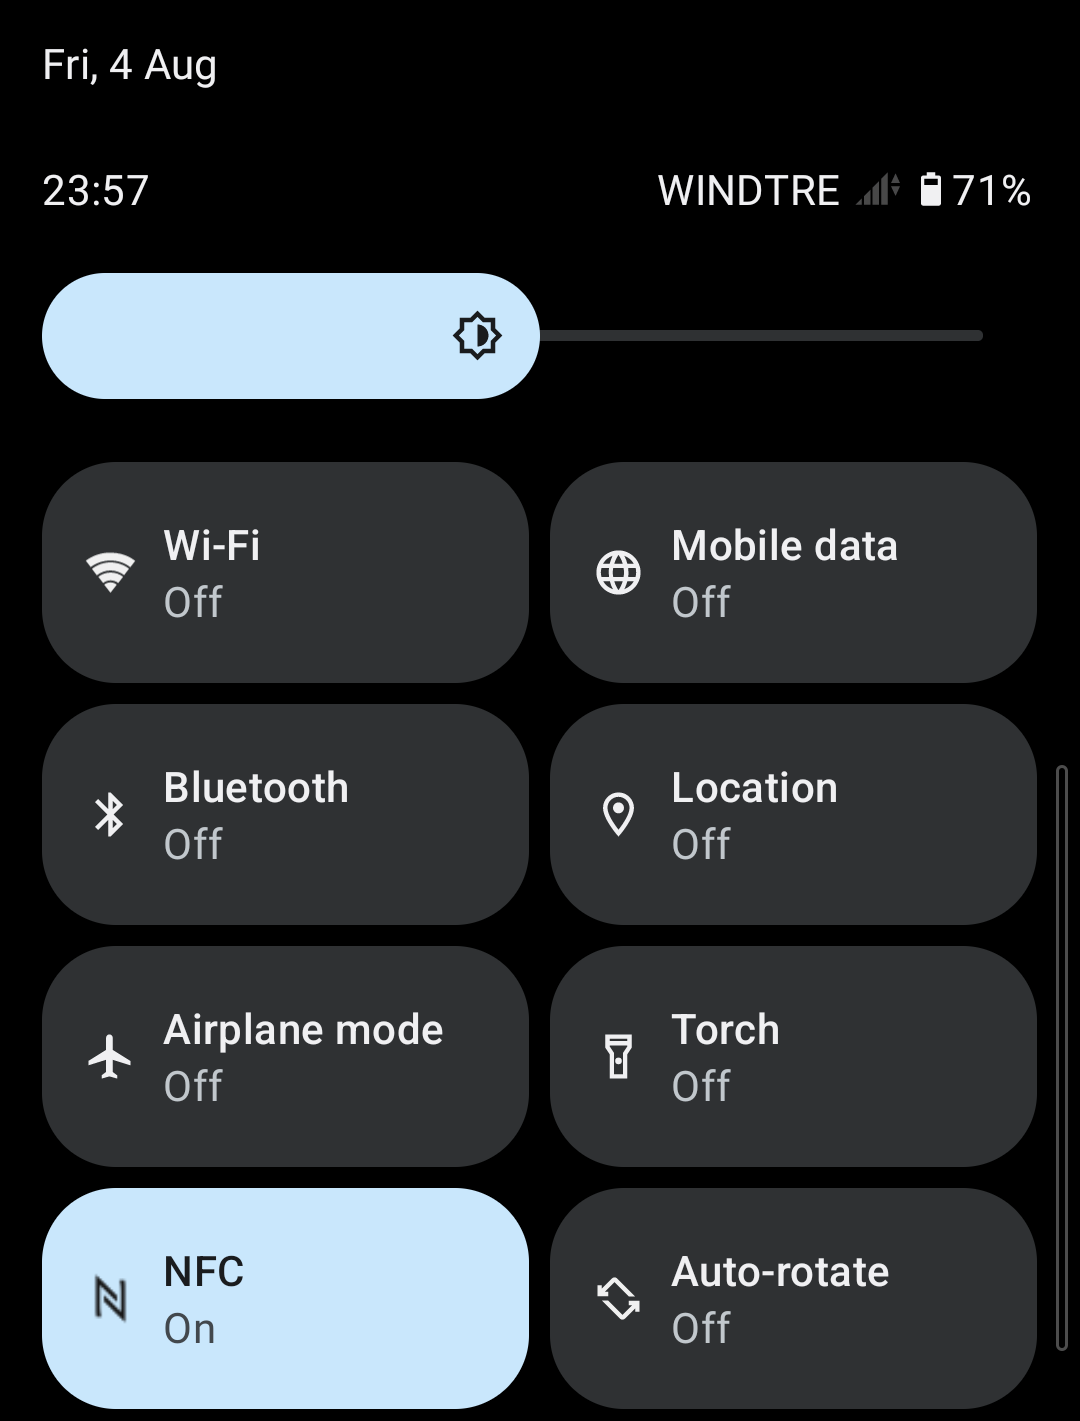 Fri, 4 Aug
23:57 WINDTRE 71%
Wi-Fi
Off
Mobile data
Off
Bluetooth
Off
Location
Off
Airplane mode
Off
Torch
Off
NFC
On
Auto-rotate
Off